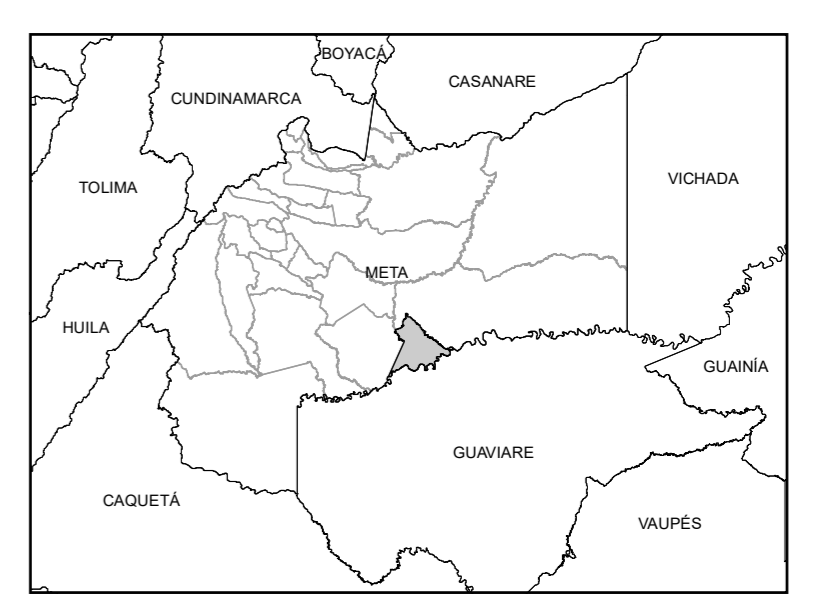 BOYACÁ
CASANARE
CUNDINAMARCA
VICHADA
TOLIMA
META
HUILA
GUAINÍA
GUAVIARE
CAQUETÁ
VAUPÉS